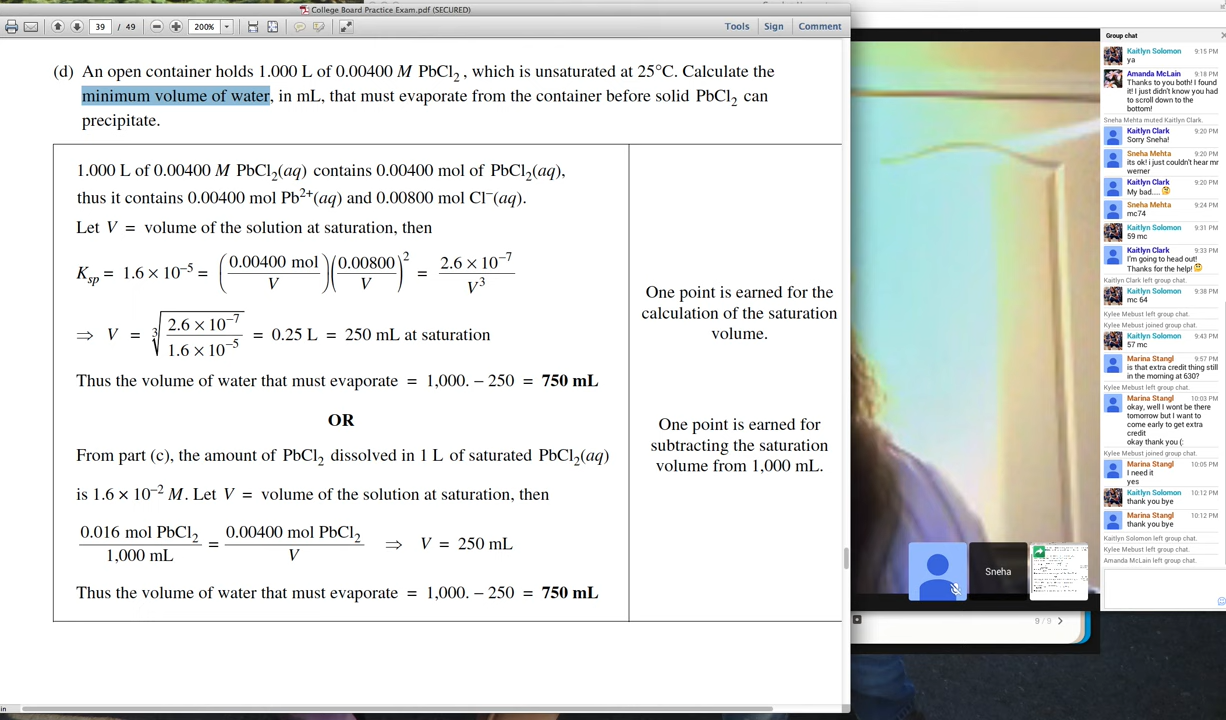 College Board Practice Exam.pdf (SECURED)
39 / 49
200%
Tools Sign Comment
(d) An open container holds 1.000 L of 0.00400 M PbCl₂, which is unsaturated at 25°C. Calculate the
minimum volume of water, in mL, that must evaporate from the container before solid PbCl₂ can
precipitate.
1.000 L of 0.00400 M PbCl₂(aq) contains 0.00400 mol of PbCl₂(aq),
thus it contains 0.00400 mol Pb²⁺(aq) and 0.00800 mol Cl⁻(aq).
Let V = volume of the solution at saturation, then
Ksp = 1.6 × 10⁻⁵ = (0.00400 mol / V)(0.00800 / V)² = 2.6 × 10⁻⁷ / V³
⇒ V = ∛(2.6 × 10⁻⁷ / 1.6 × 10⁻⁵) = 0.25 L = 250 mL at saturation
Thus the volume of water that must evaporate = 1,000. − 250 = 750 mL
OR
From part (c), the amount of PbCl₂ dissolved in 1 L of saturated PbCl₂(aq)
is 1.6 × 10⁻² M. Let V = volume of the solution at saturation, then
0.016 mol PbCl₂ / 1,000 mL = 0.00400 mol PbCl₂ / V ⇒ V = 250 mL
Thus the volume of water that must evaporate = 1,000. − 250 = 750 mL
One point is earned for the
calculation of the saturation
volume.
One point is earned for
subtracting the saturation
volume from 1,000 mL.
in
Sneha
9 / 9
Group chat
Kaitlyn Solomon 9:15 PM
ya
Amanda McLain 9:18 PM
Thanks to you both! I found
it! I just didn't know you had
to scroll down to the
bottom!
Sneha Mehta muted Kaitlyn Clark.
Kaitlyn Clark 9:20 PM
Sorry Sneha!
Sneha Mehta 9:20 PM
its ok! i just couldn't hear mr
werner
Kaitlyn Clark 9:21 PM
My bad....
Sneha Mehta 9:24 PM
mc74
Kaitlyn Solomon 9:31 PM
59 mc
Kaitlyn Clark 9:33 PM
I'm going to head out!
Thanks for the help!
Kaitlyn Clark left group chat.
Kaitlyn Solomon 9:38 PM
mc 64
Kylee Mebust left group chat.
Kylee Mebust joined group chat.
Kaitlyn Solomon 9:43 PM
57 mc
Marina Stangl 9:57 PM
is that extra credit thing still
in the morning at 630?
Kylee Mebust left group chat.
Marina Stangl 10:03 PM
okay, well I wont be there
tomorrow but I want to
come early to get extra
credit
okay thank you (:
Kylee Mebust joined group chat.
Marina Stangl 10:05 PM
I need it
yes
Kaitlyn Solomon 10:12 PM
thank you bye
Marina Stangl 10:12 PM
thank you bye
Kaitlyn Solomon left group chat.
Kylee Mebust left group chat.
Amanda McLain left group chat.